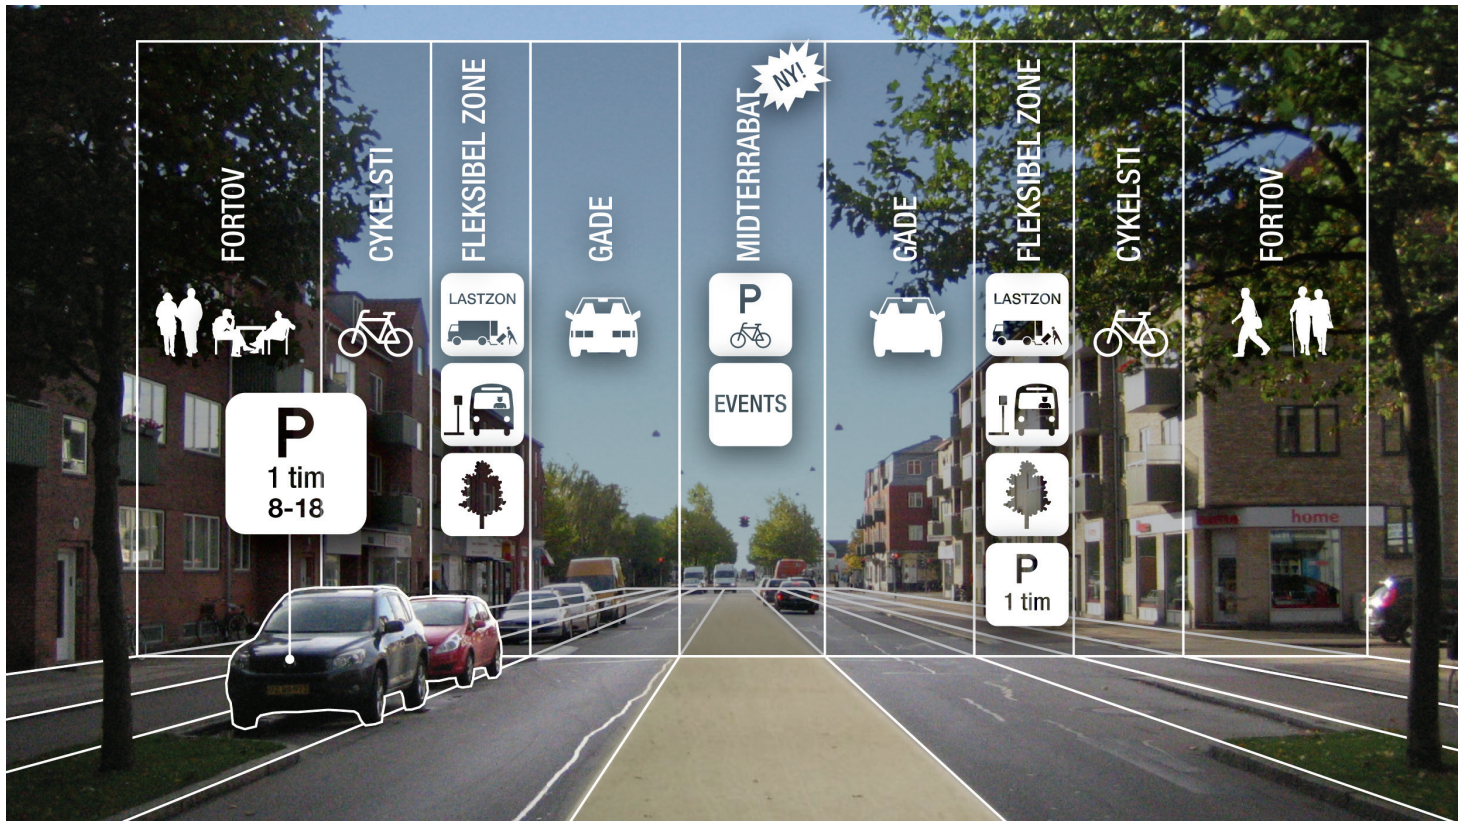 FORTOV
CYKELSTI
FLEKSIBEL ZONE
GADE
MIDTERRABAT
NY!
GADE
FLEKSIBEL ZONE
CYKELSTI
FORTOV
LASTZON
P
EVENTS
LASTZON
P
1 tim
8-18
P
1 tim
home
home